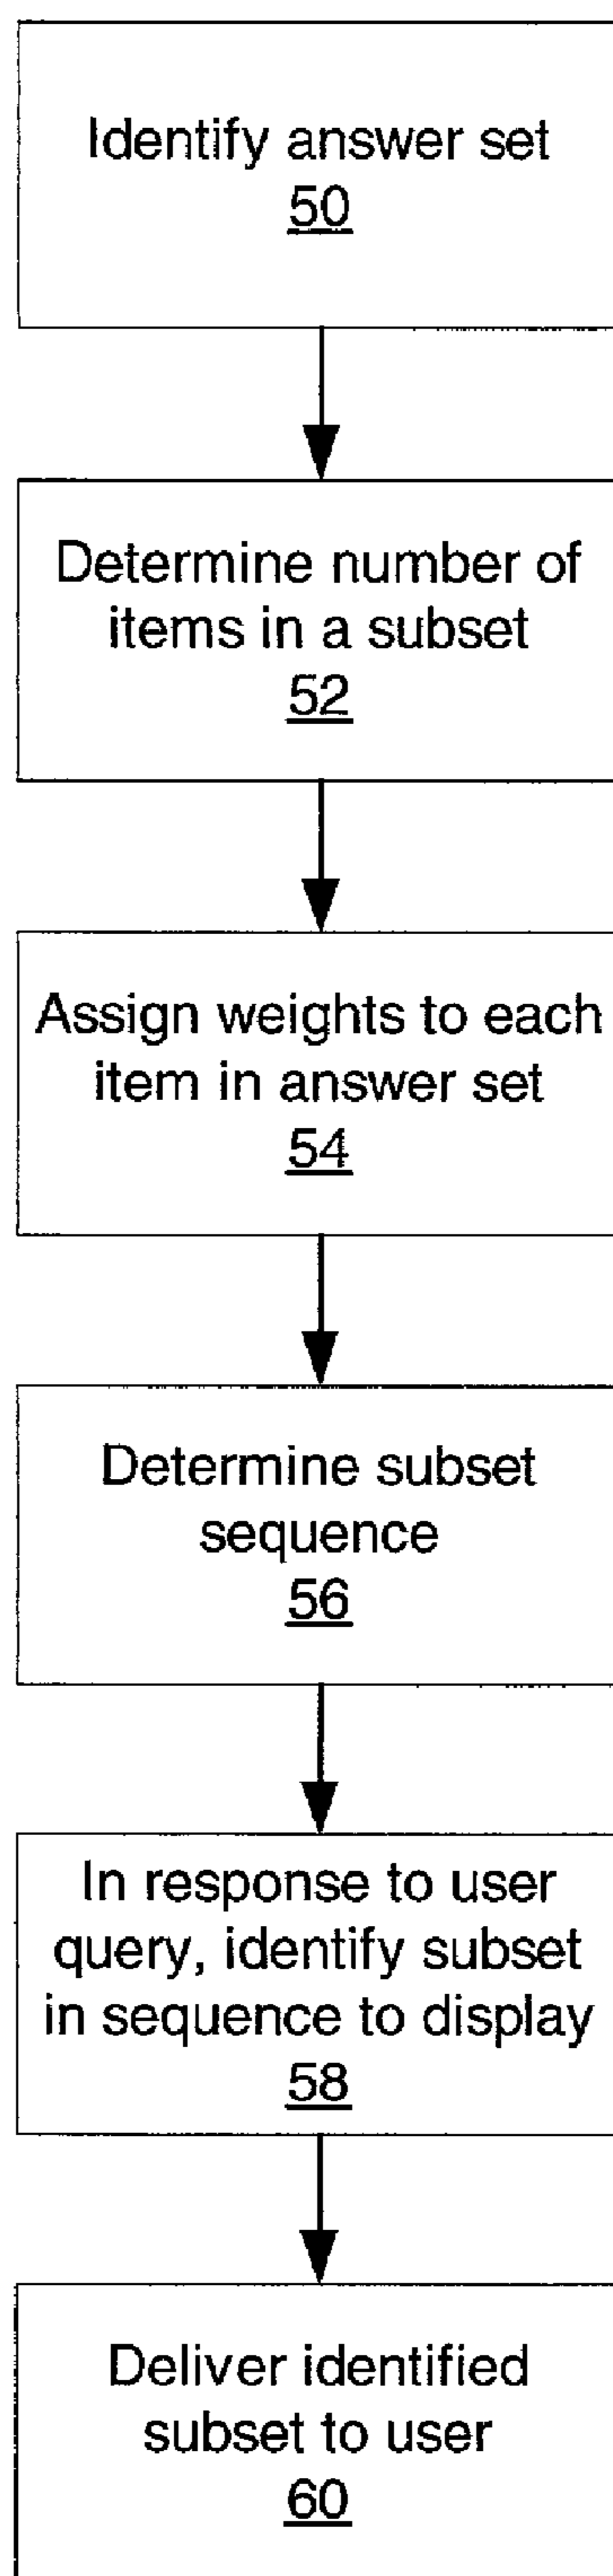 Identify answer set
50
Determine number of
items in a subset
52
Assign weights to each
item in answer set
54
Determine subset
sequence
56
In response to user
query, identify subset
in sequence to display
58
Deliver identified
subset to user
60